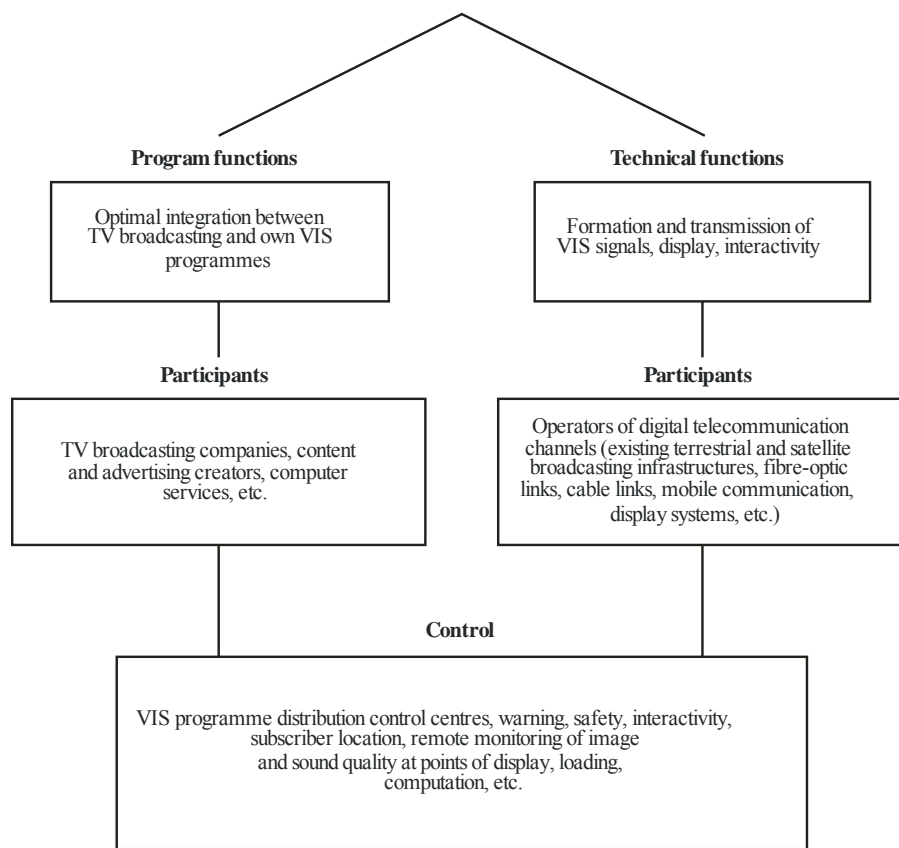 Program functions
Optimal integration between
TV broadcasting and own VIS
programmes
Participants
TV broadcasting companies, content
and advertising creators, computer
services, etc.
Technical functions
Formation and transmission of
VIS signals, display, interactivity
Participants
Operators of digital telecommunication
channels (existing terrestrial and satellite
broadcasting infrastructures, fibre-optic
links, cable links, mobile communication,
display systems, etc.)
Control
VIS programme distribution control centres, warning, safety, interactivity,
subscriber location, remote monitoring of image
and sound quality at points of display, loading,
computation, etc.